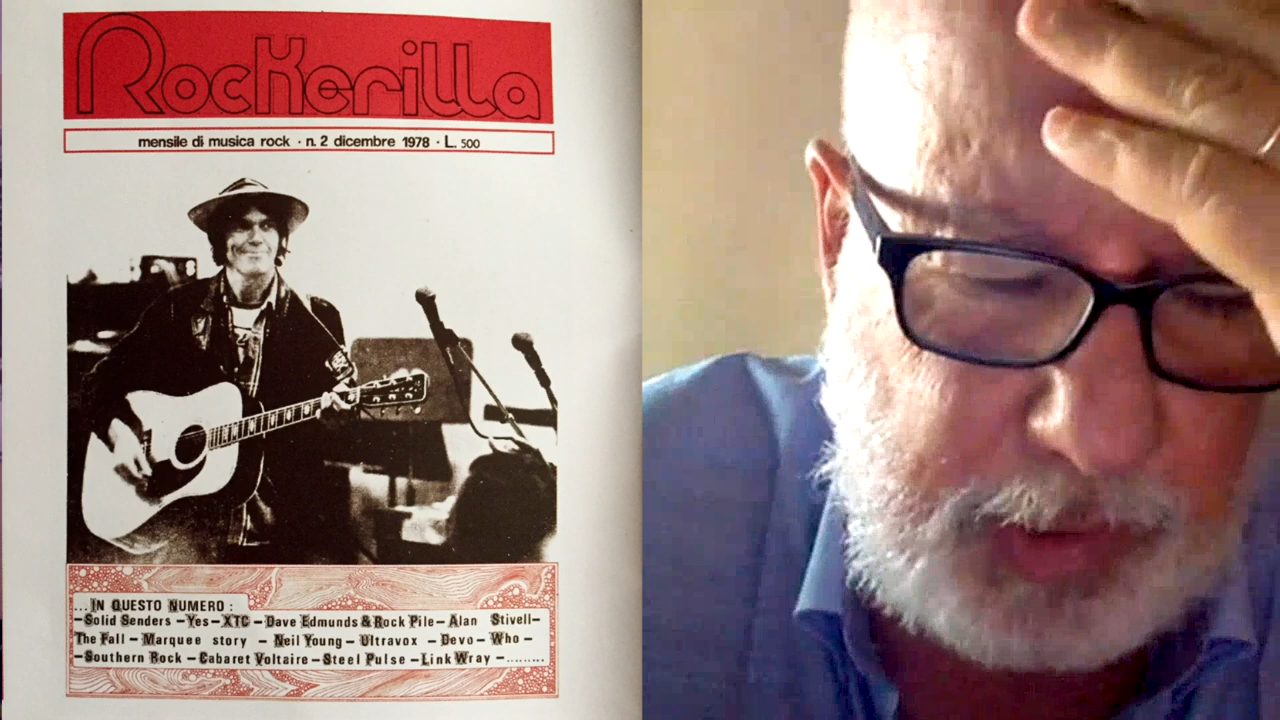 RocKerilla
mensile di musica rock · n. 2 dicembre 1978 · L. 500
...IN QUESTO NUMERO :
–Solid Senders –Yes–XTC–Dave Edmunds&Rock Pile–Alan Stivell–
The Fall– Marquee story –Neil Young–Ultravox –Devo–Who–
–Southern Rock–Cabaret Voltaire–Steel Pulse–Link Wray –........